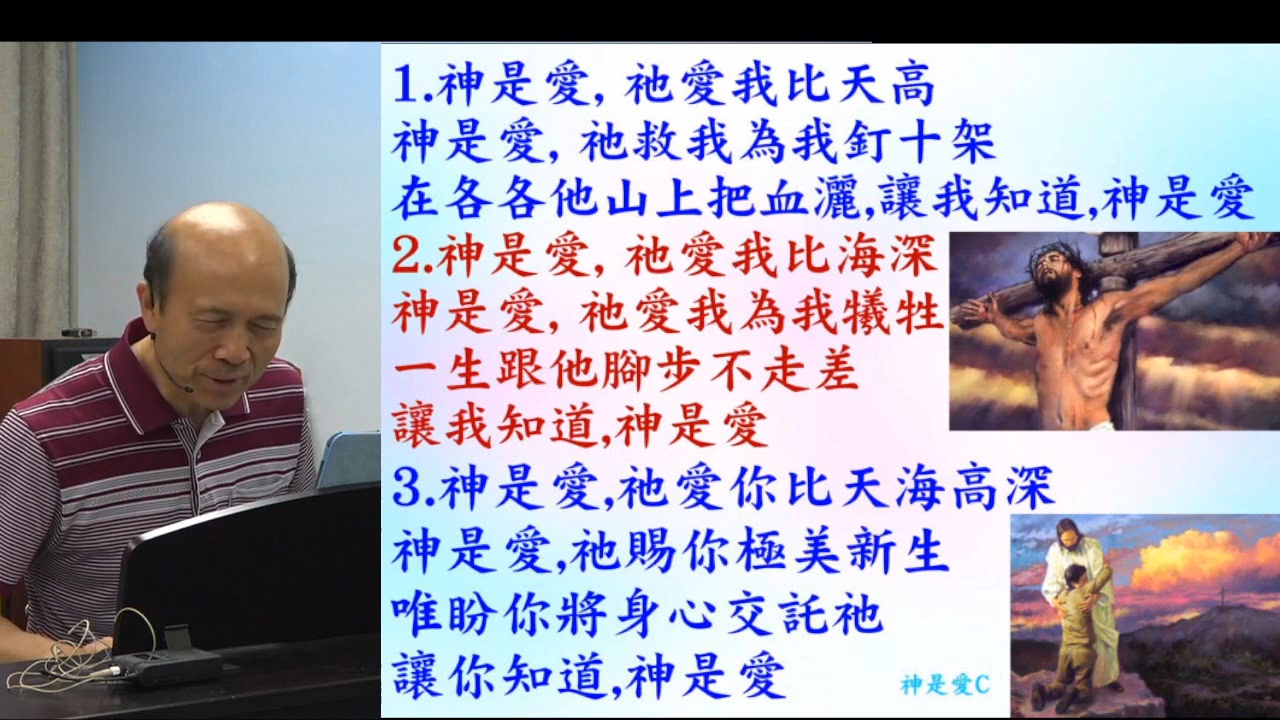 1.神是愛, 祂愛我比天高
神是愛, 祂救我為我釘十架
在各各他山上把血灑,讓我知道,神是愛
2.神是愛, 祂愛我比海深
神是愛, 祂愛我為我犧牲
一生跟他腳步不走差
讓我知道,神是愛
3.神是愛,祂愛你比天海高深
神是愛,祂賜你極美新生
唯盼你將身心交託祂
讓你知道,神是愛
神是愛C